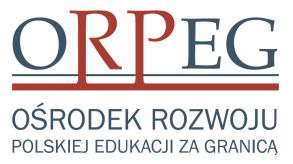 ORPEG
OŚRODEK ROZWOJU
POLSKIEJ EDUKACJI ZA GRANICĄ